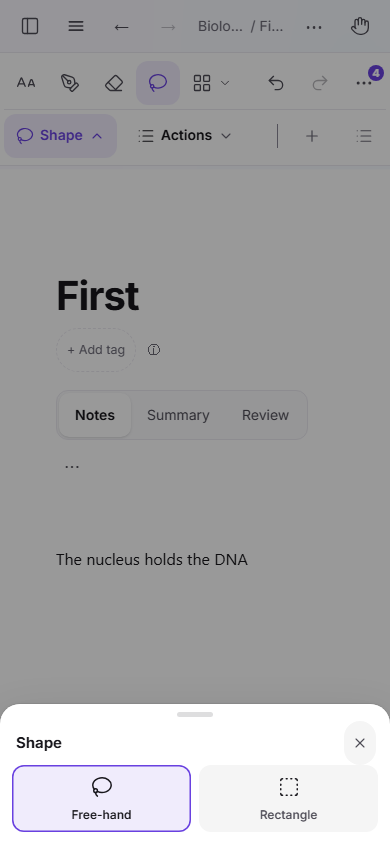 Biolo... / Fi...
AA
4
Shape
Actions
First
+ Add tag
Notes
Summary
Review
...
The nucleus holds the DNA
Shape
Free-hand
Rectangle